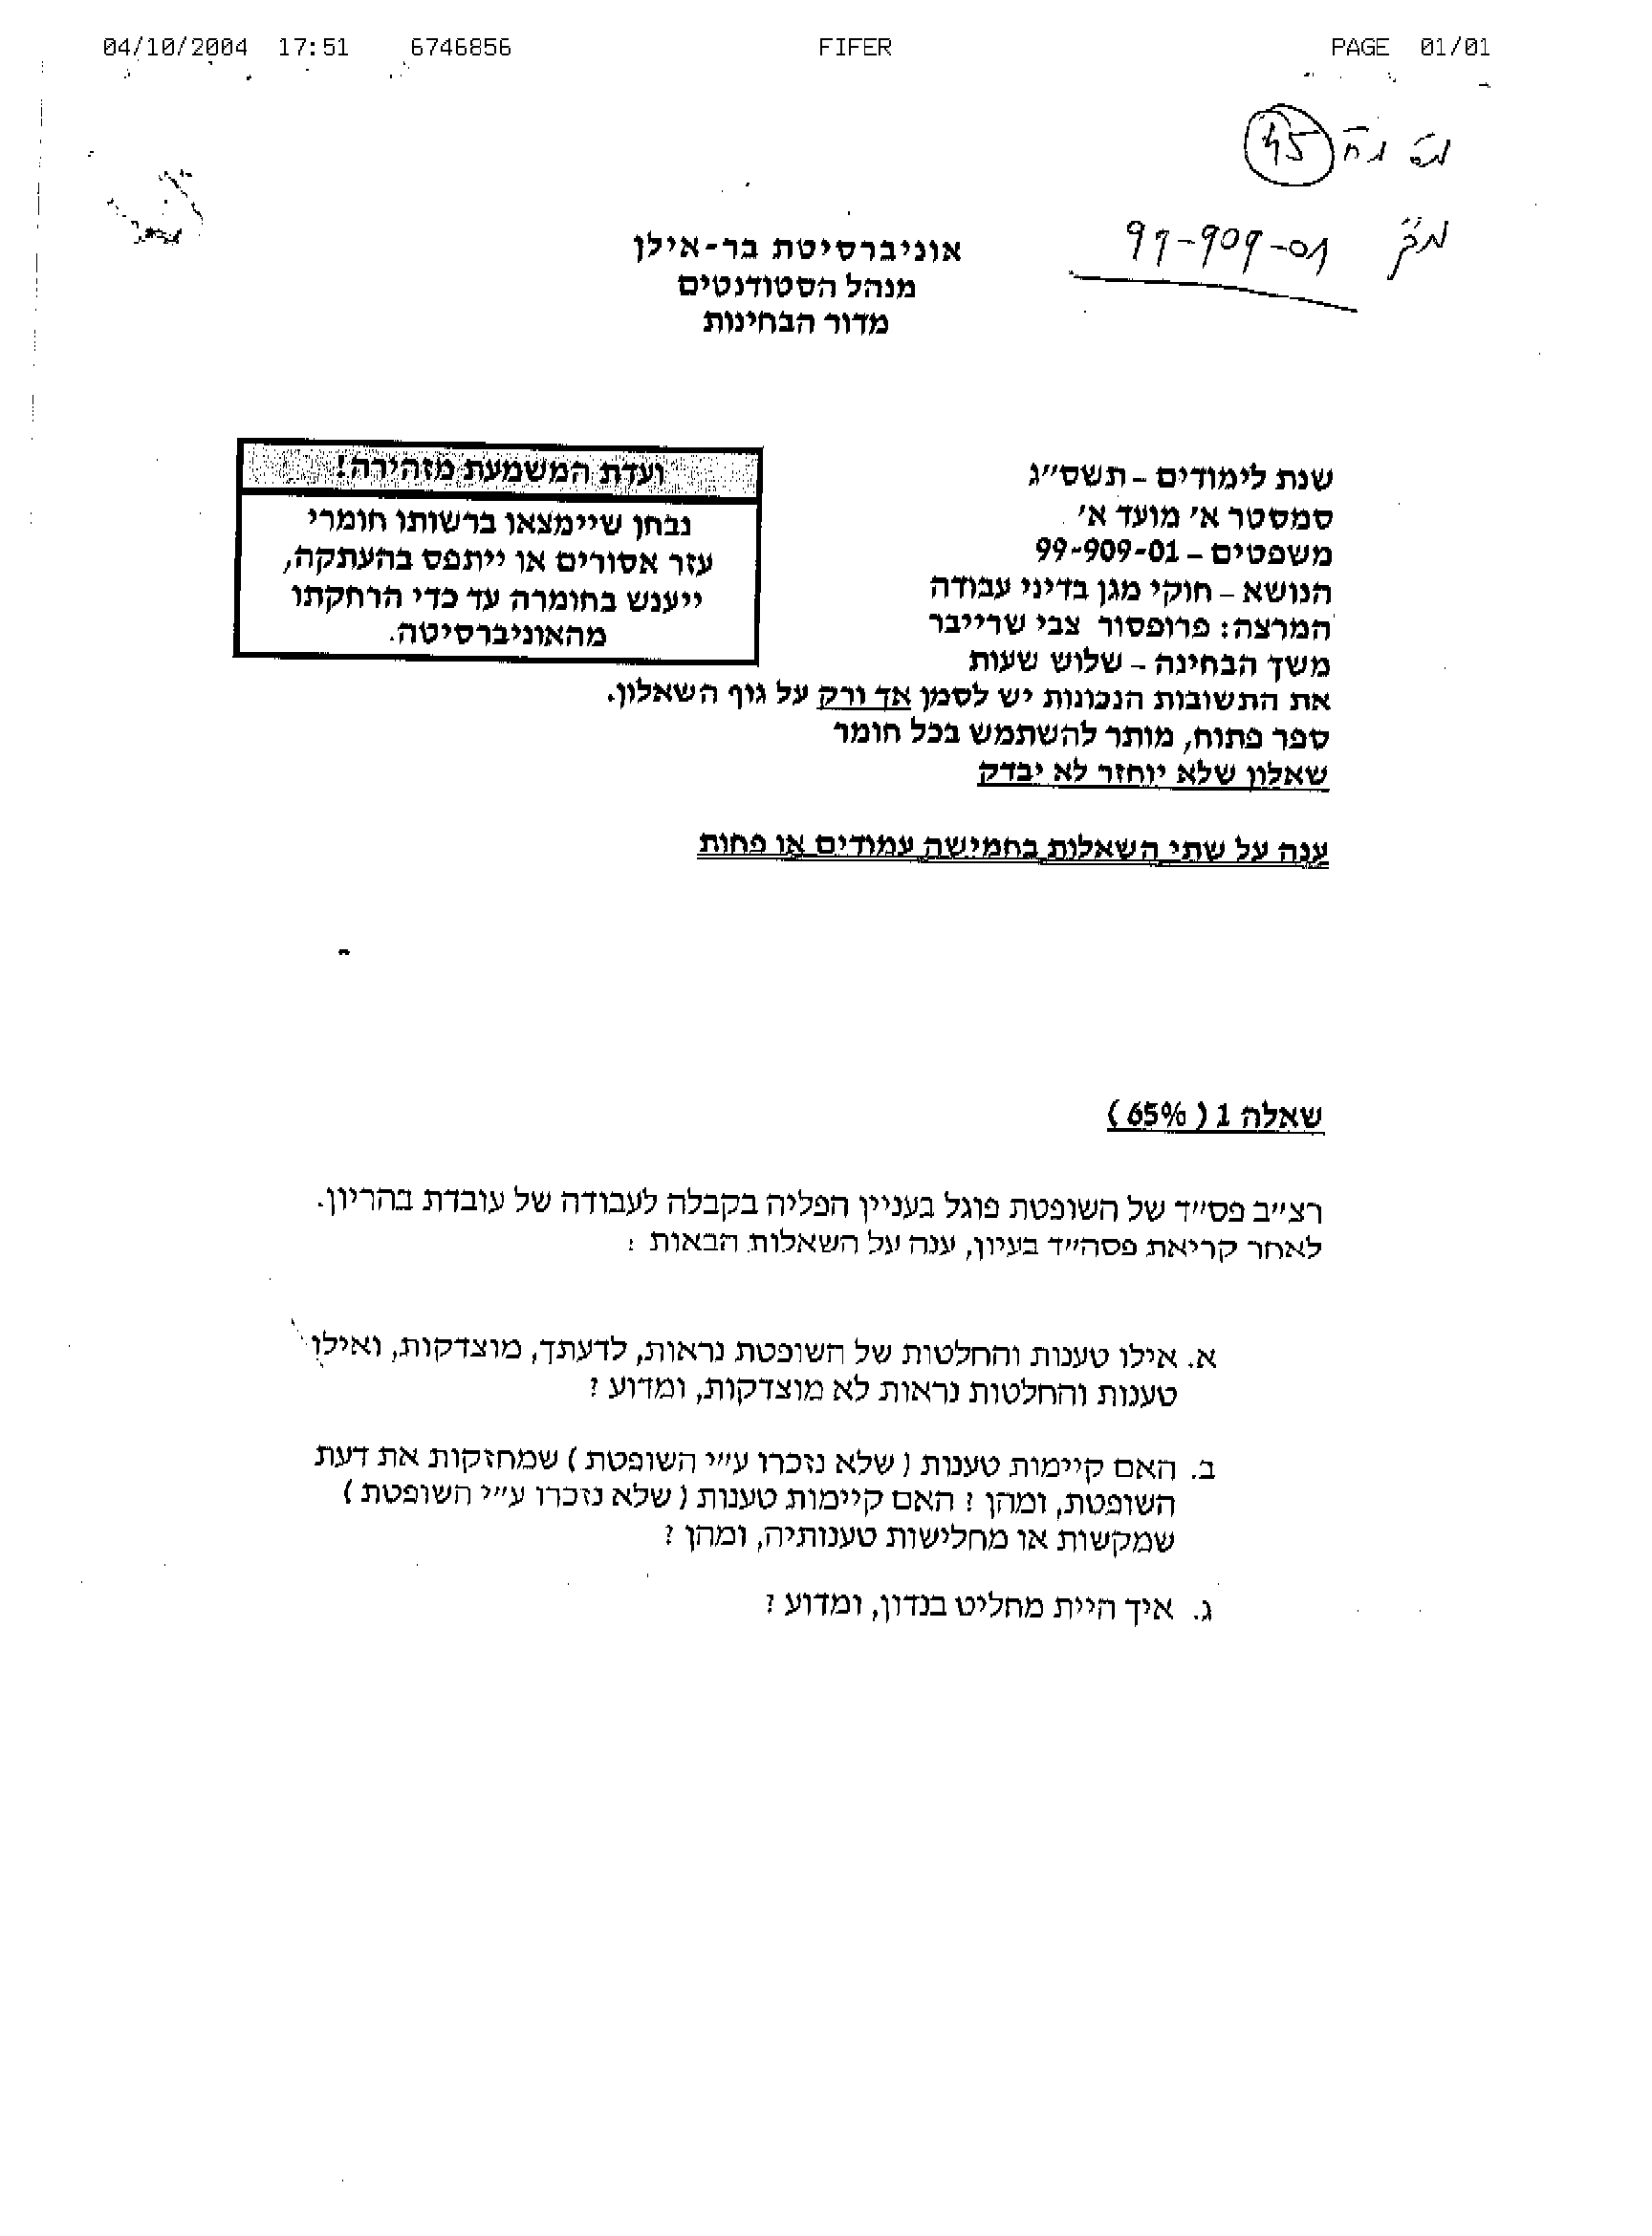 04/10/2004 17:51 6746856 FIFER PAGE 01/01
45
99-909-01
אוניברסיטת בר-אילן
מנהל הסטודנטים
מדור הבחינות
ועדת המשמעת מזהירה!
נבחן שיימצאו ברשותו חומרי
עזר אסורים או ייתפס בהעתקה,
ייענש בחומרה עד כדי הרחקתו
מהאוניברסיטה.
שנת לימודים - תשס״ג
סמסטר א׳ מועד א׳
משפטים - 99-909-01
הנושא - חוקי מגן בדיני עבודה
המרצה: פרופסור צבי שרייבר
משך הבחינה - שלוש שעות
את התשובות הנכונות יש לסמן אך ורק על גוף השאלון.
ספר פתוח, מותר להשתמש בכל חומר
שאלון שלא יוחזר לא יבדק
ענה על שתי השאלות בחמישה עמודים או פחות
שאלה 1 ( 65% )
רצ״ב פס״ד של השופטת פוגל בעניין הפליה בקבלה לעבודה של עובדת בהריון.
לאחר קריאת פסה״ד בעיון, ענה על השאלות הבאות :
א. אילו טענות והחלטות של השופטת נראות, לדעתך, מוצדקות, ואילו
טענות והחלטות נראות לא מוצדקות, ומדוע ?
ב. האם קיימות טענות ( שלא נזכרו ע״י השופטת ) שמחזקות את דעת
השופטת, ומהן ? האם קיימות טענות ( שלא נזכרו ע״י השופטת )
שמקשות או מחלישות טענותיה, ומהן ?
ג. איך היית מחליט בנדון, ומדוע ?